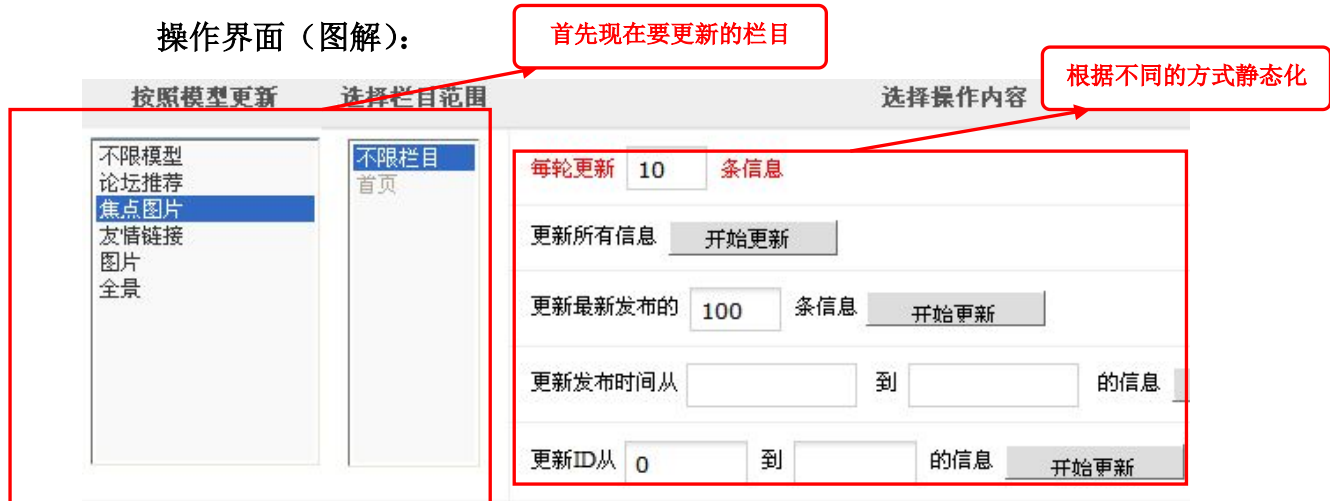 操作界面（图解）：
首先现在要更新的栏目
根据不同的方式静态化
按照模型更新 选择栏目范围 选择操作内容
不限模型
论坛推荐
焦点图片
友情链接
图片
全景
不限栏目
首页
每轮更新 10 条信息
更新所有信息 开始更新
更新最新发布的 100 条信息 开始更新
更新发布时间从 到 的信息
更新ID从 0 到 的信息 开始更新